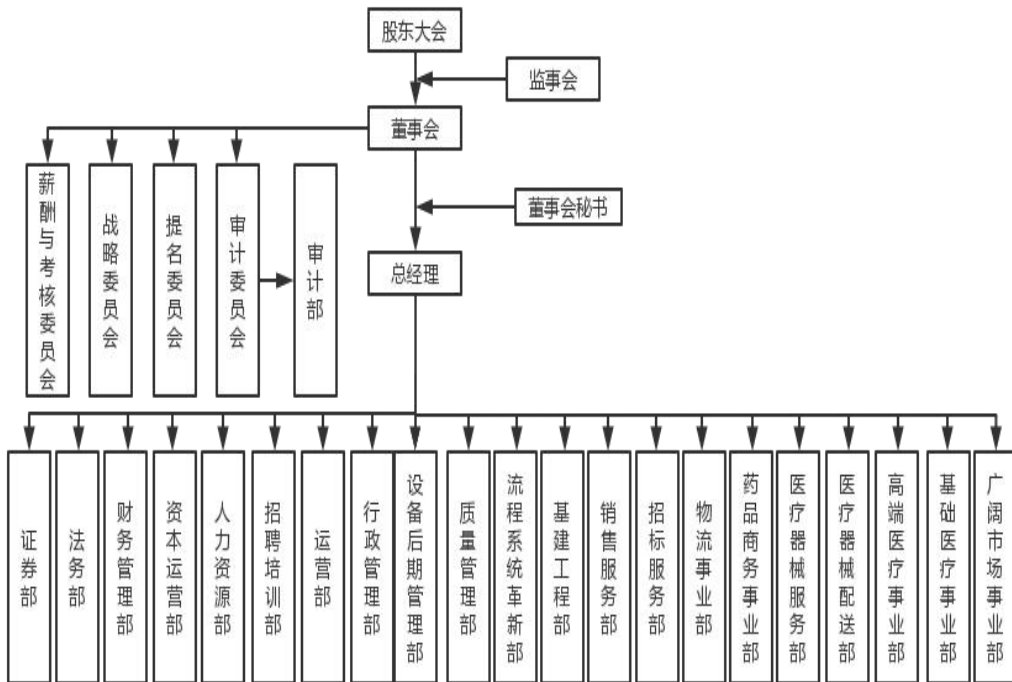 股东大会
监事会
董事会
薪酬与考核委员会
战略委员会
提名委员会
审计委员会
审计部
董事会秘书
总经理
证券部
法务部
财务管理部
资本运营部
人力资源部
招聘培训部
运营部
行政管理部
设备后期管理部
质量管理部
流程系统革新部
基建工程部
销售服务部
招标服务部
物流事业部
药品商务事业部
医疗器械服务部
医疗器械配送部
高端医疗事业部
基础医疗事业部
广阔市场事业部